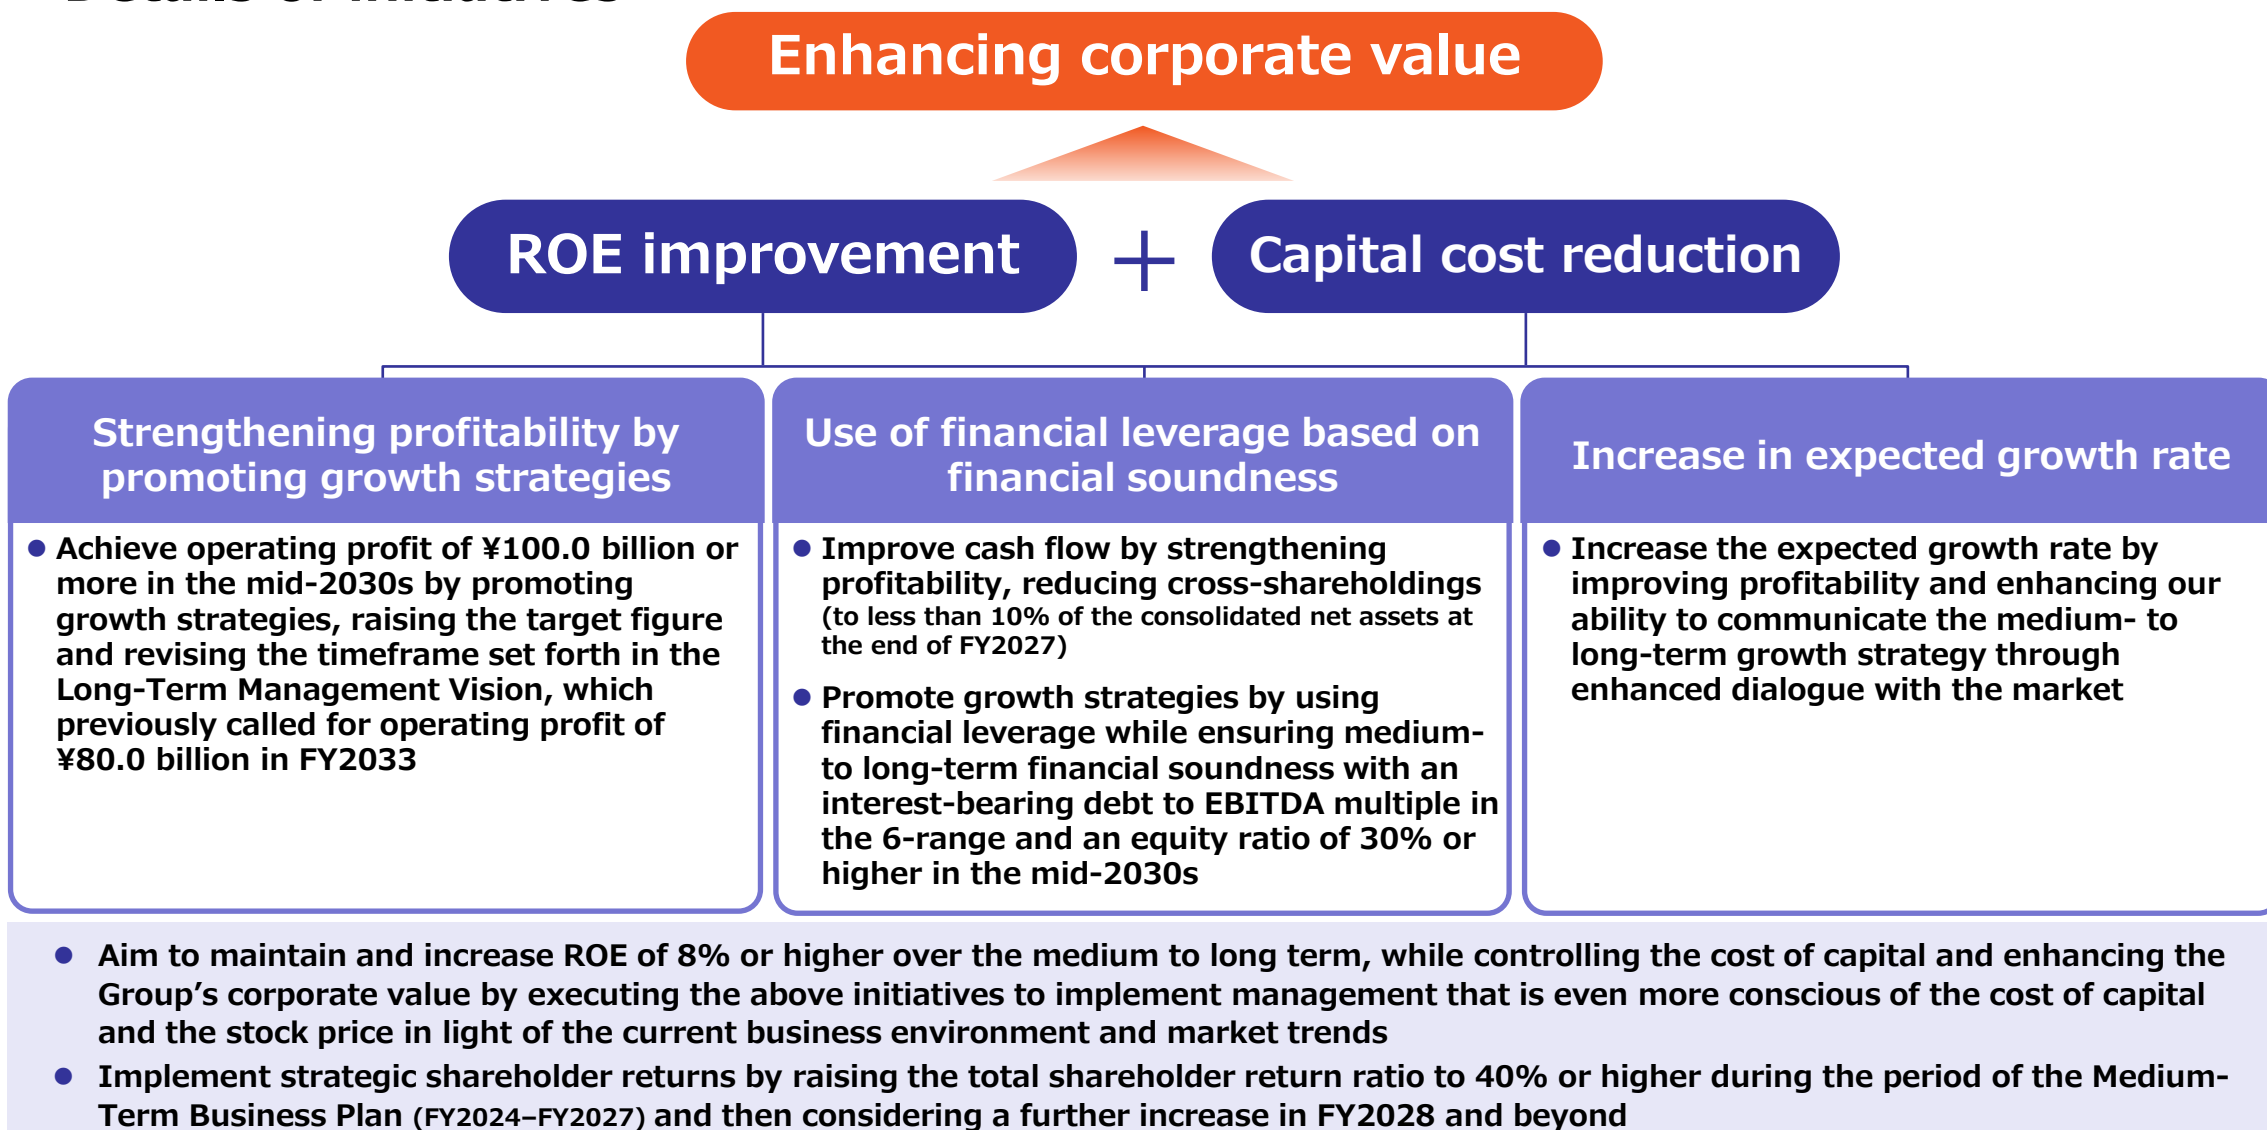 Enhancing corporate value
ROE improvement
+
Capital cost reduction
Strengthening profitability by
promoting growth strategies
● Achieve operating profit of ¥100.0 billion or
more in the mid-2030s by promoting
growth strategies, raising the target figure
and revising the timeframe set forth in the
Long-Term Management Vision, which
previously called for operating profit of
¥80.0 billion in FY2033
Use of financial leverage based on
financial soundness
● Improve cash flow by strengthening
profitability, reducing cross-shareholdings
(to less than 10% of the consolidated net assets at
the end of FY2027)
● Promote growth strategies by using
financial leverage while ensuring medium-
to long-term financial soundness with an
interest-bearing debt to EBITDA multiple in
the 6-range and an equity ratio of 30% or
higher in the mid-2030s
Increase in expected growth rate
● Increase the expected growth rate by
improving profitability and enhancing our
ability to communicate the medium- to
long-term growth strategy through
enhanced dialogue with the market
● Aim to maintain and increase ROE of 8% or higher over the medium to long term, while controlling the cost of capital and enhancing the
Group’s corporate value by executing the above initiatives to implement management that is even more conscious of the cost of capital
and the stock price in light of the current business environment and market trends
● Implement strategic shareholder returns by raising the total shareholder return ratio to 40% or higher during the period of the Medium-
Term Business Plan (FY2024–FY2027) and then considering a further increase in FY2028 and beyond